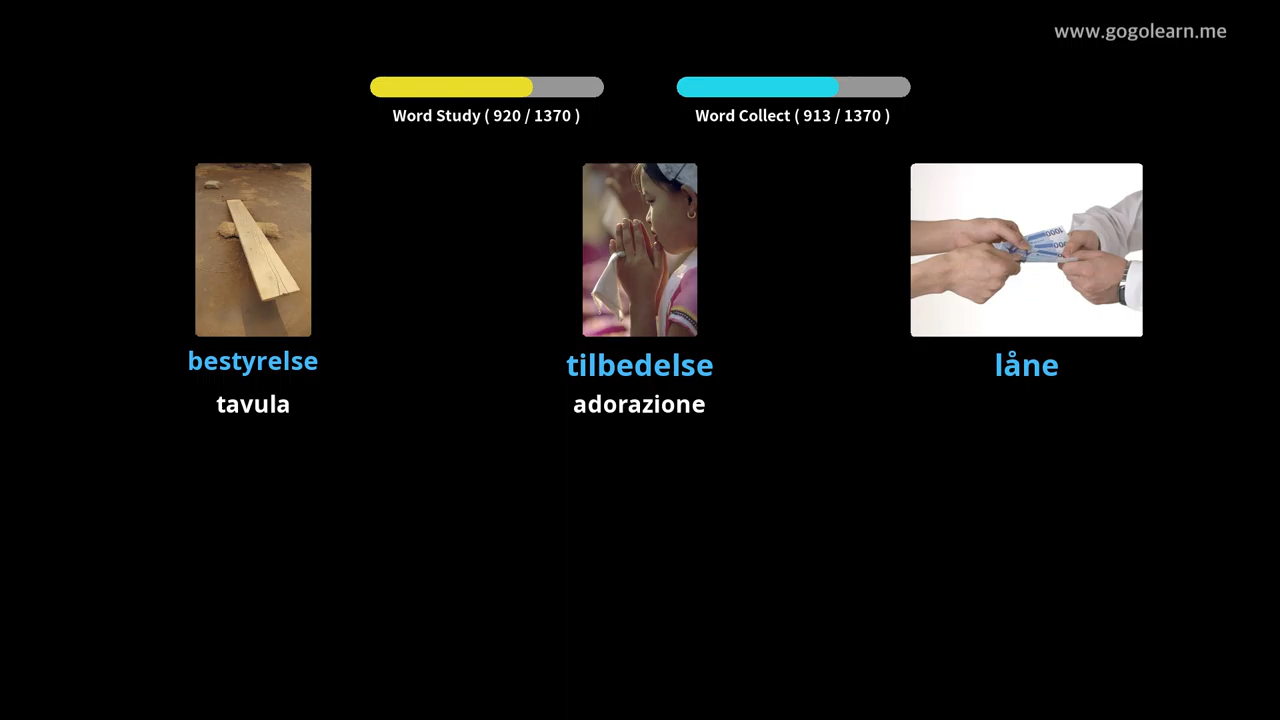 www.gogolearn.me
Word Study ( 920 / 1370 )
Word Collect ( 913 / 1370 )
bestyrelse
tavula
tilbedelse
adorazione
låne